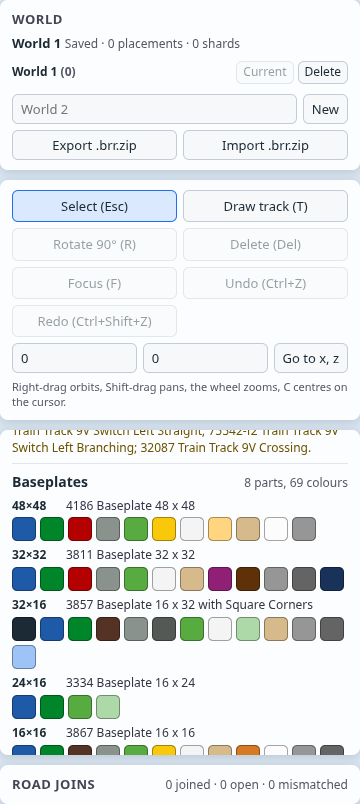 WORLD
World 1 Saved · 0 placements · 0 shards
World 1 (0)
Current
Delete
World 2
New
Export .brr.zip
Import .brr.zip
Select (Esc)
Draw track (T)
Rotate 90° (R)
Delete (Del)
Focus (F)
Undo (Ctrl+Z)
Redo (Ctrl+Shift+Z)
0
0
Go to x, z
Right-drag orbits, Shift-drag pans, the wheel zooms, C centres on
the cursor.
Train Track 9V Switch Left Straight; 75542-f2 Train Track 9V
Switch Left Branching; 32087 Train Track 9V Crossing.
Baseplates
8 parts, 69 colours
48×48 4186 Baseplate 48 x 48
32×32 3811 Baseplate 32 x 32
32×16 3857 Baseplate 16 x 32 with Square Corners
24×16 3334 Baseplate 16 x 24
16×16 3867 Baseplate 16 x 16
ROAD JOINS
0 joined · 0 open · 0 mismatched